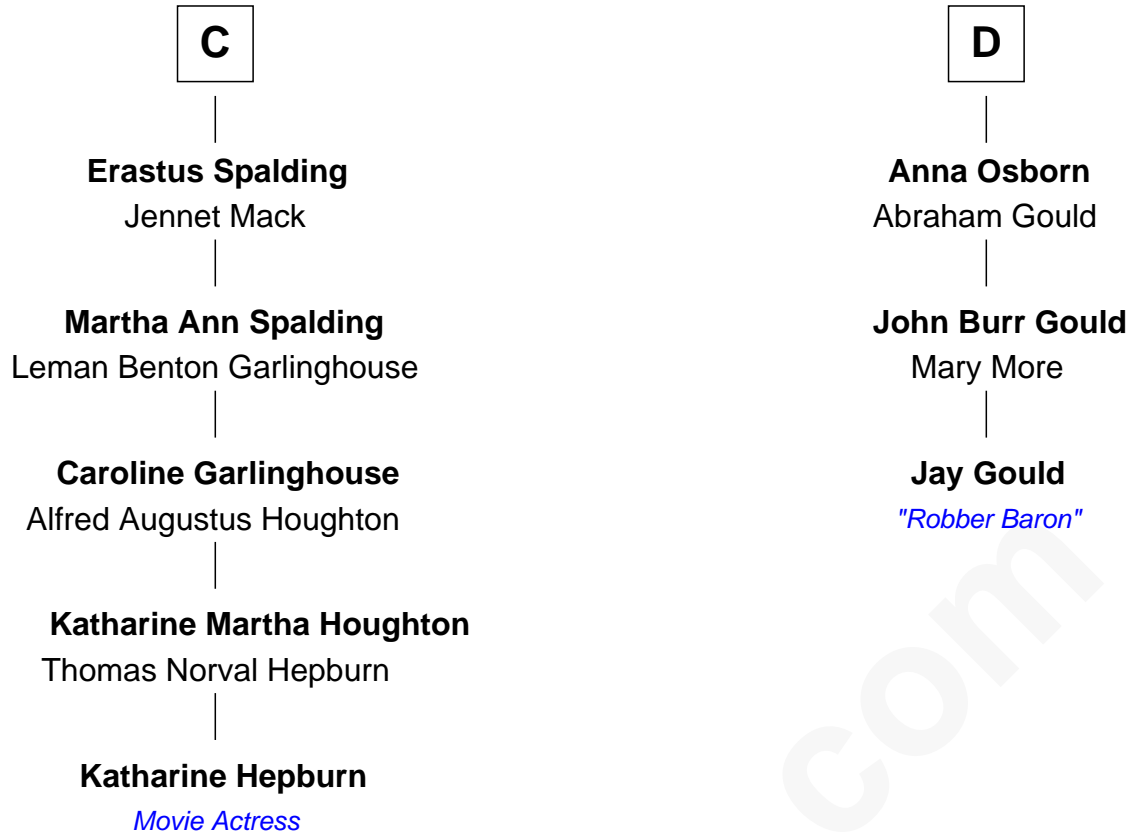 C
Erastus Spalding
Jennet Mack
Martha Ann Spalding
Leman Benton Garlinghouse
Caroline Garlinghouse
Alfred Augustus Houghton
Katharine Martha Houghton
Thomas Norval Hepburn
Katharine Hepburn
Movie Actress
D
Anna Osborn
Abraham Gould
John Burr Gould
Mary More
Jay Gould
"Robber Baron"
com